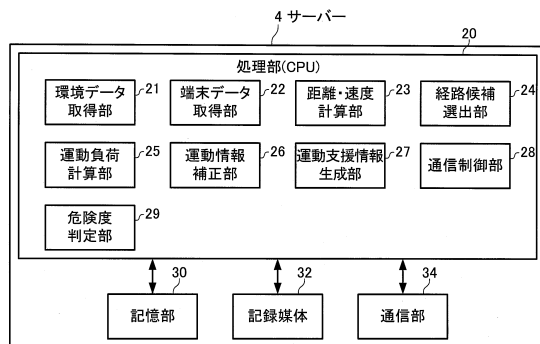 4 サーバー
20
処理部(CPU)
環境データ
取得部
21
端末データ
取得部
22
距離・速度
計算部
23
経路候補
選出部
24
運動負荷
計算部
25
運動情報
補正部
26
運動支援情報
生成部
27
通信制御部
28
危険度
判定部
29
30
記憶部
32
記録媒体
34
通信部